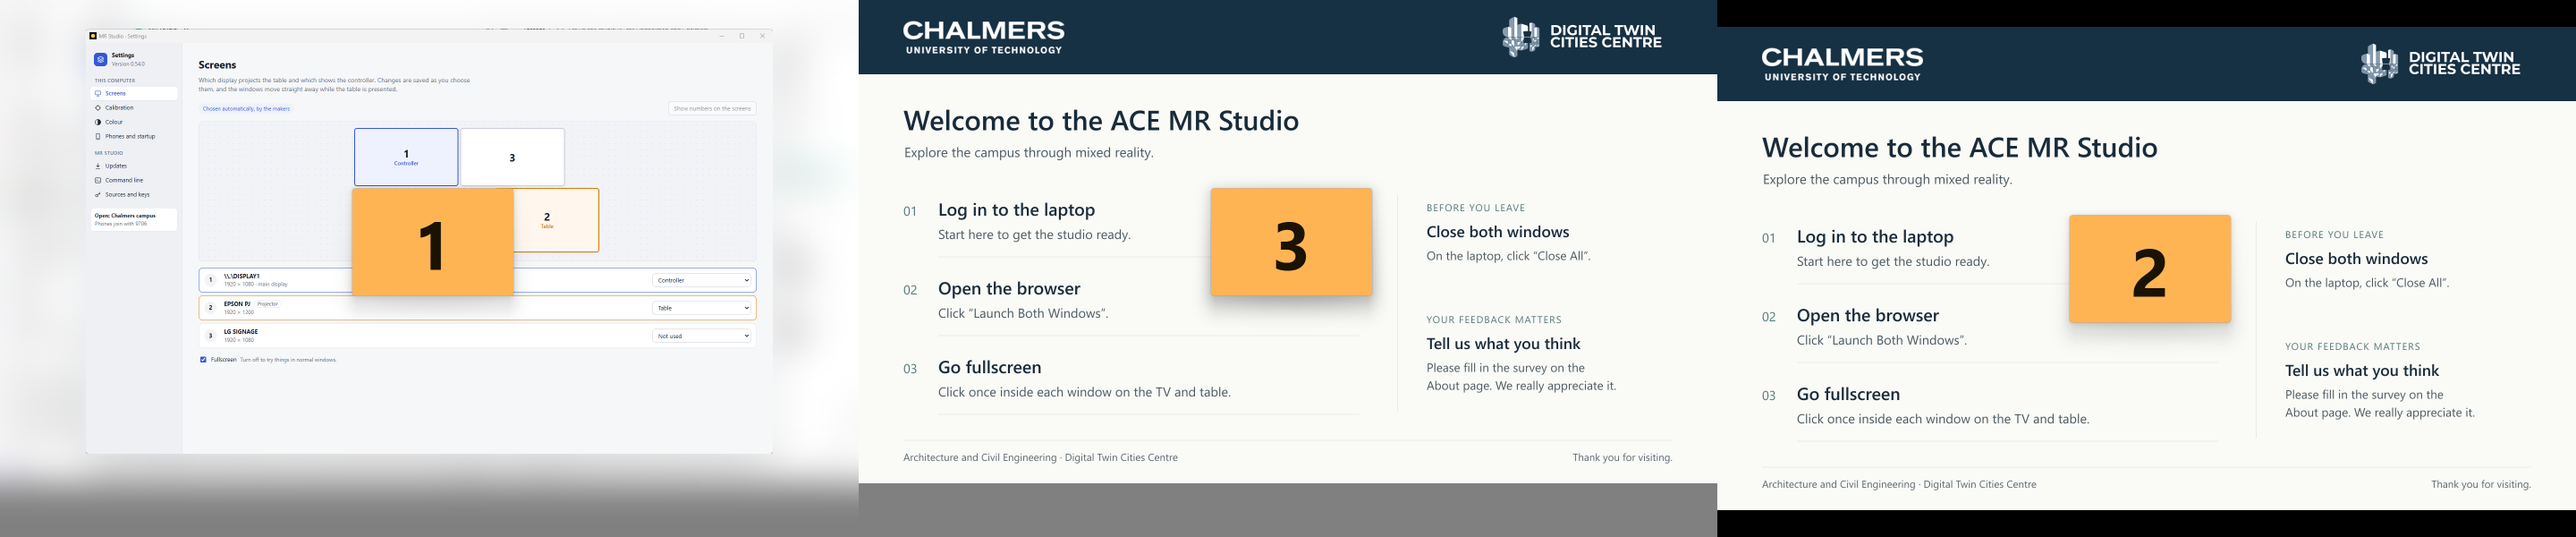 MR Studio · Settings
Settings
Version 0.54.0
THIS COMPUTER
Screens
Calibration
Colour
Phones and startup
MR STUDIO
Updates
Command line
Sources and keys
Open: Chalmers campus
Phones join with 9706
Screens
Which display projects the table and which shows the controller. Changes are saved as you choose
them, and the windows move straight away while the table is presented.
Chosen automatically, by the makers
Show numbers on the screens
1
Controller
3
2
Table
1
1
\\.\DISPLAY1
1920 × 1080 · main display
Controller
2
EPSON PJ
Projector
1920 × 1200
Table
3
LG SIGNAGE
1920 × 1080
Not used
Fullscreen
Turn off to try things in normal windows.
CHALMERS
UNIVERSITY OF TECHNOLOGY
DIGITAL TWIN
CITIES CENTRE
Welcome to the ACE MR Studio
Explore the campus through mixed reality.
01
Log in to the laptop
Start here to get the studio ready.
02
Open the browser
Click “Launch Both Windows”.
03
Go fullscreen
Click once inside each window on the TV and table.
3
BEFORE YOU LEAVE
Close both windows
On the laptop, click “Close All”.
YOUR FEEDBACK MATTERS
Tell us what you think
Please fill in the survey on the
About page. We really appreciate it.
Architecture and Civil Engineering · Digital Twin Cities Centre
Thank you for visiting.
CHALMERS
UNIVERSITY OF TECHNOLOGY
DIGITAL TWIN
CITIES CENTRE
Welcome to the ACE MR Studio
Explore the campus through mixed reality.
01
Log in to the laptop
Start here to get the studio ready.
02
Open the browser
Click “Launch Both Windows”.
03
Go fullscreen
Click once inside each window on the TV and table.
2
BEFORE YOU LEAVE
Close both windows
On the laptop, click “Close All”.
YOUR FEEDBACK MATTERS
Tell us what you think
Please fill in the survey on the
About page. We really appreciate it.
Architecture and Civil Engineering · Digital Twin Cities Centre
Thank you for visiting.